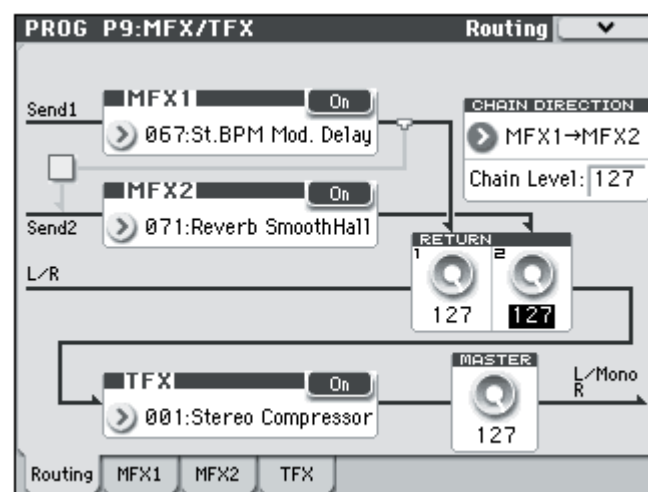 PROG P9:MFX/TFX Routing
Send1
MFX1 On
067:St.BPM Mod. Delay
CHAIN DIRECTION
MFX1→MFX2
Chain Level: 127
MFX2 On
Send2
071:Reverb SmoothHall
RETURN
1 2
127 127
L/R
TFX On
001:Stereo Compressor
MASTER
127
L/Mono
R
Routing MFX1 MFX2 TFX